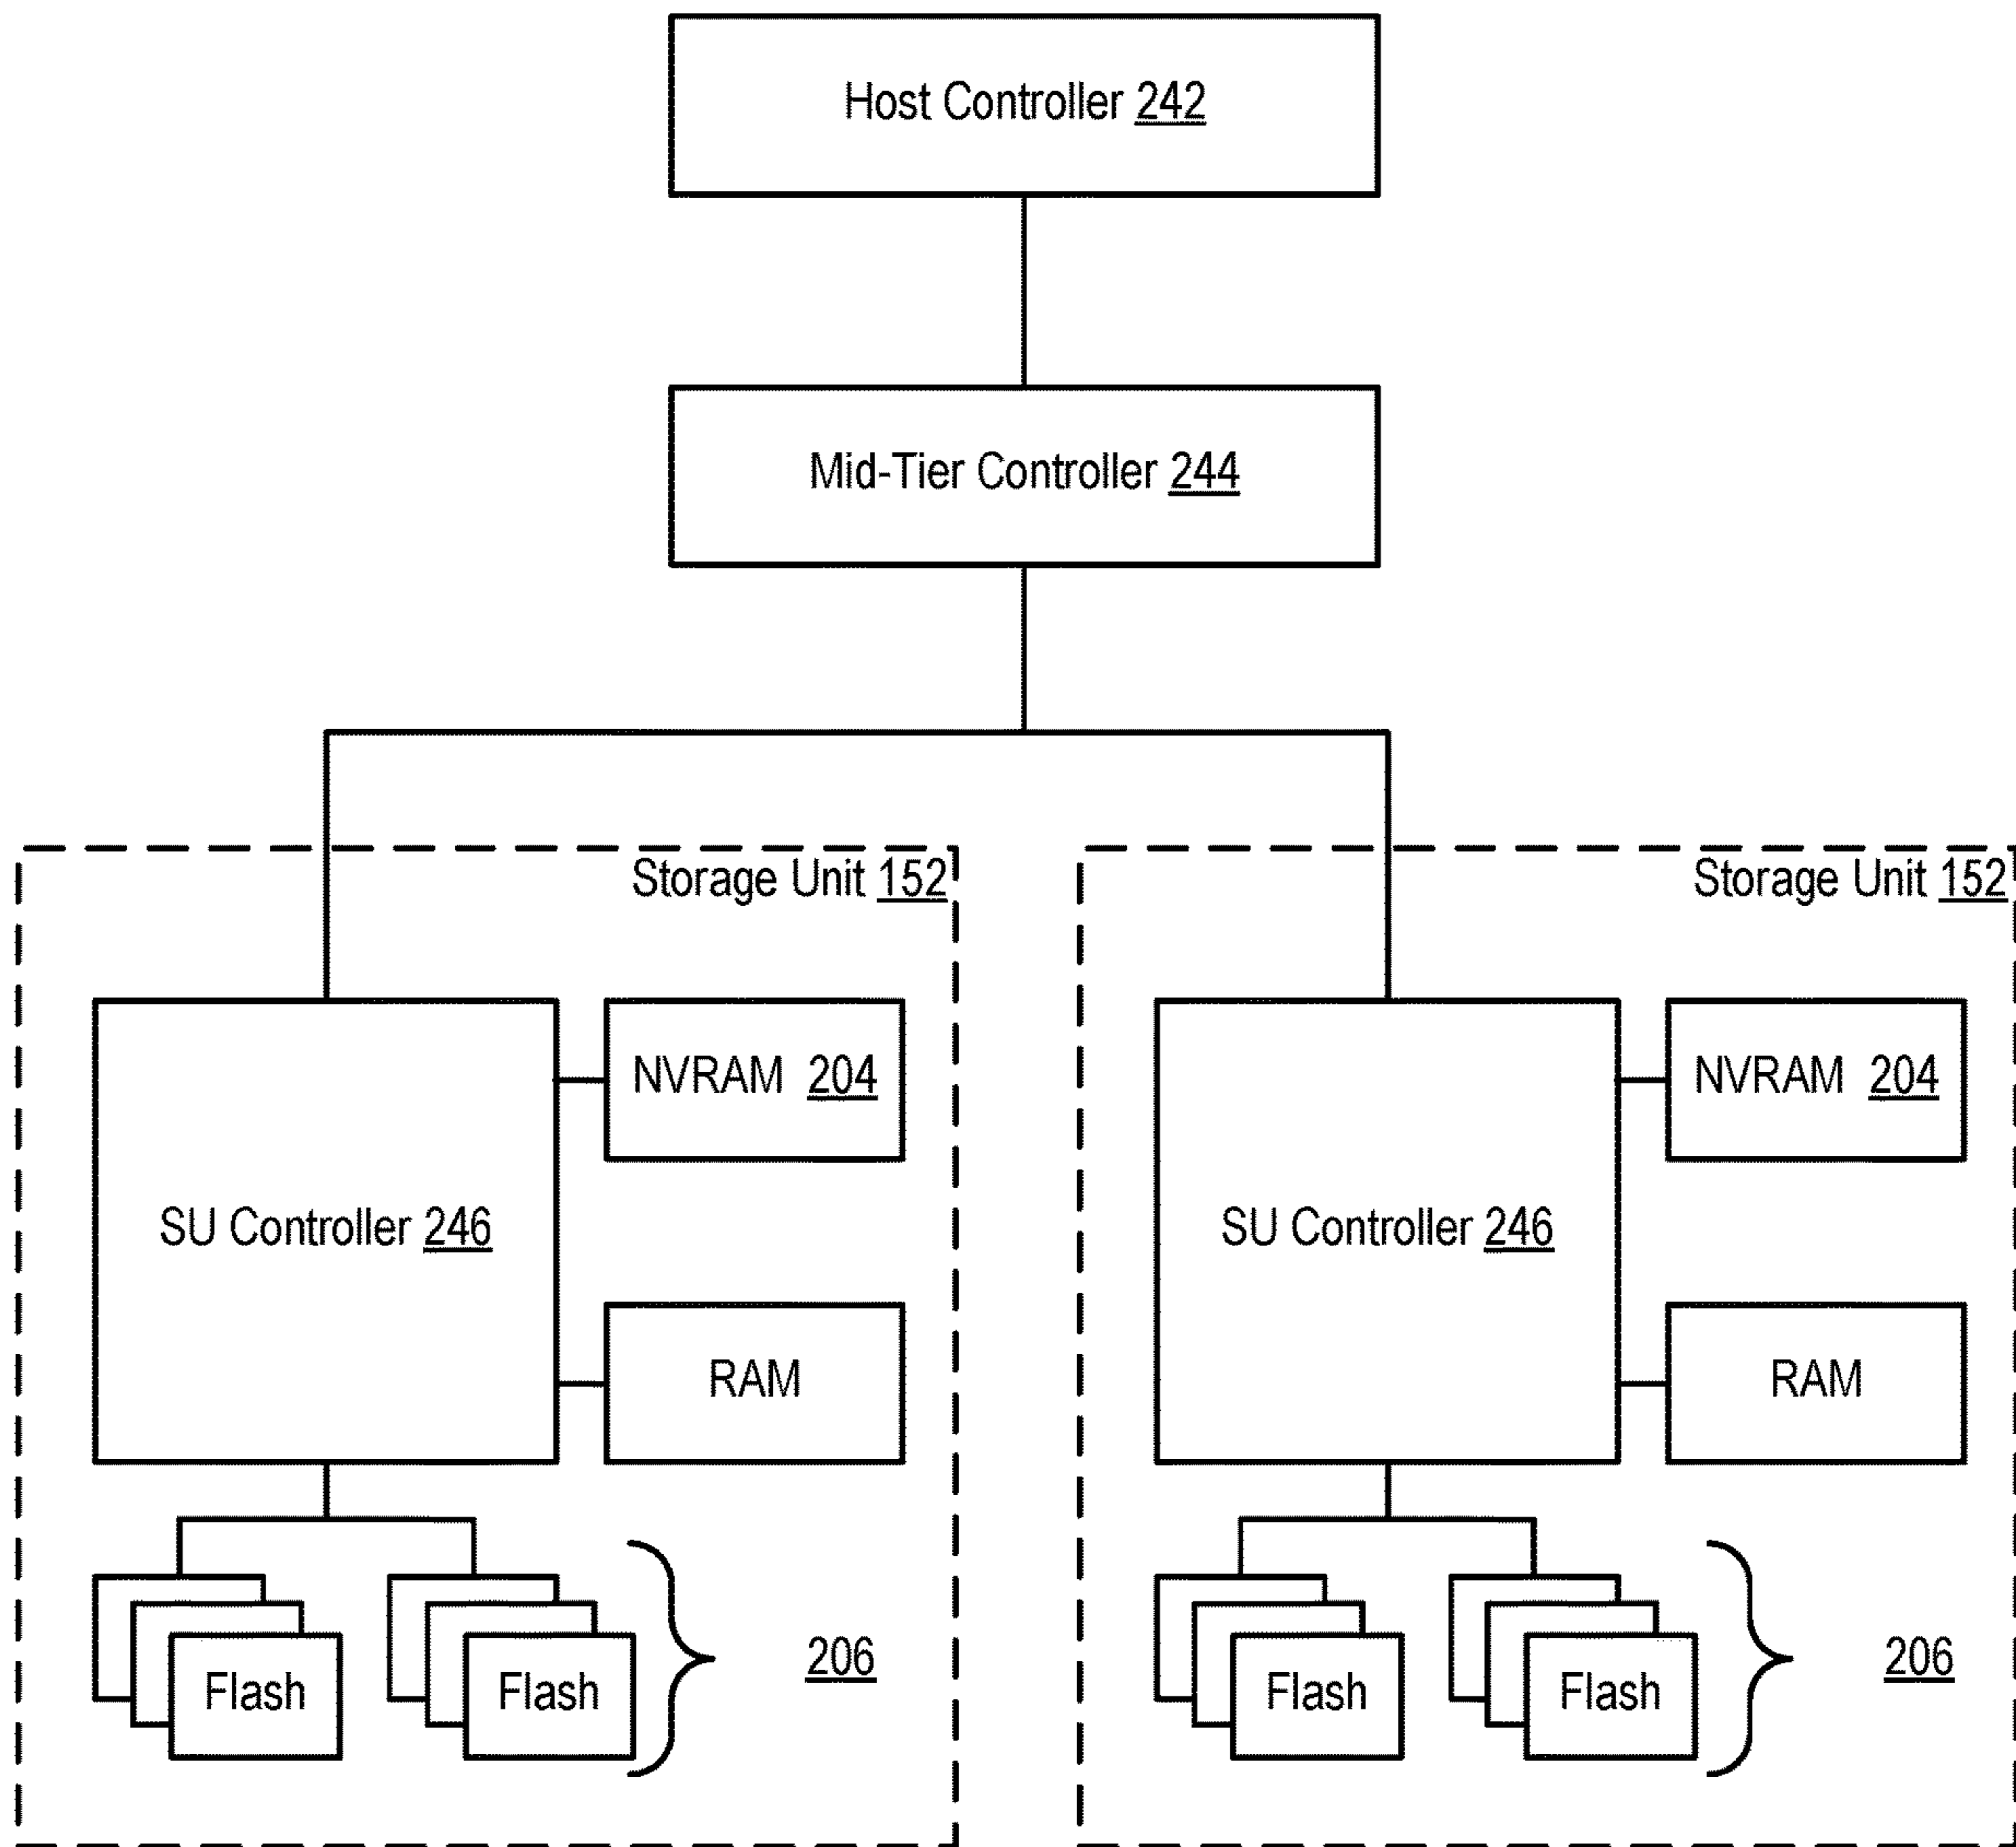 Host Controller 242
Mid-Tier Controller 244
Storage Unit 152
NVRAM 204
SU Controller 246
RAM
Flash
Flash
206
Storage Unit 152
NVRAM 204
SU Controller 246
RAM
Flash
Flash
206